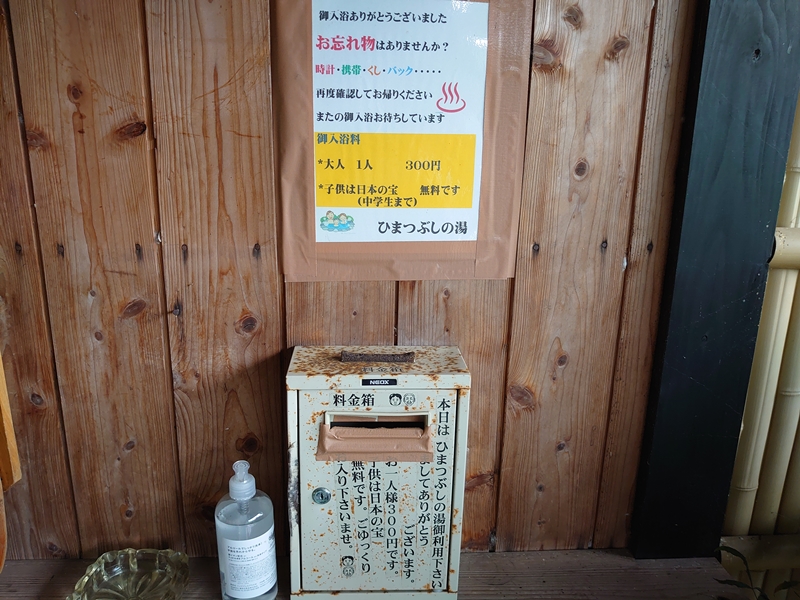 御入浴ありがとうございました
お忘れ物はありませんか？
時計・携帯・くし・バック・・・・・
再度確認してお帰りください
またの御入浴お待ちしています
御入浴料
*大人　1人　　300円
*子供は日本の宝　　無料です
(中学生まで)
ひまつぶしの湯
料金箱
NEOX
料金箱
本日は ひまつぶしの湯御利用下さい
ましてありがとう
ございます。
お一人様３００円です。
子供は日本の宝
無料です。ごゆっくり
入り下さいませ。